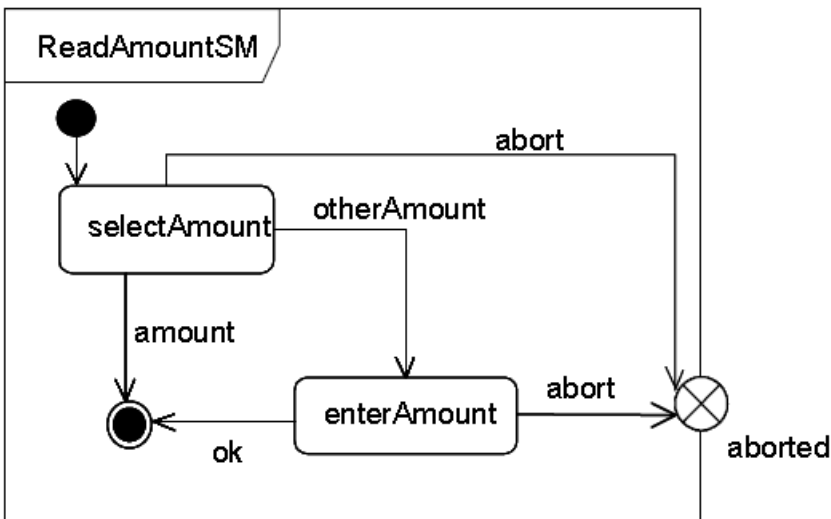 ReadAmountSM
abort
otherAmount
selectAmount
amount
abort
enterAmount
ok
aborted